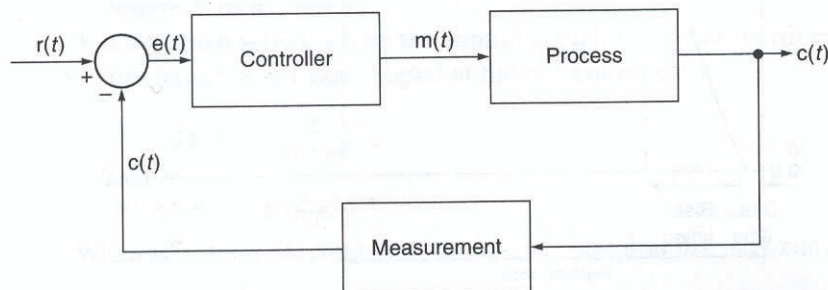 r(t)
+
−
e(t)
Controller
m(t)
Process
c(t)
c(t)
Measurement